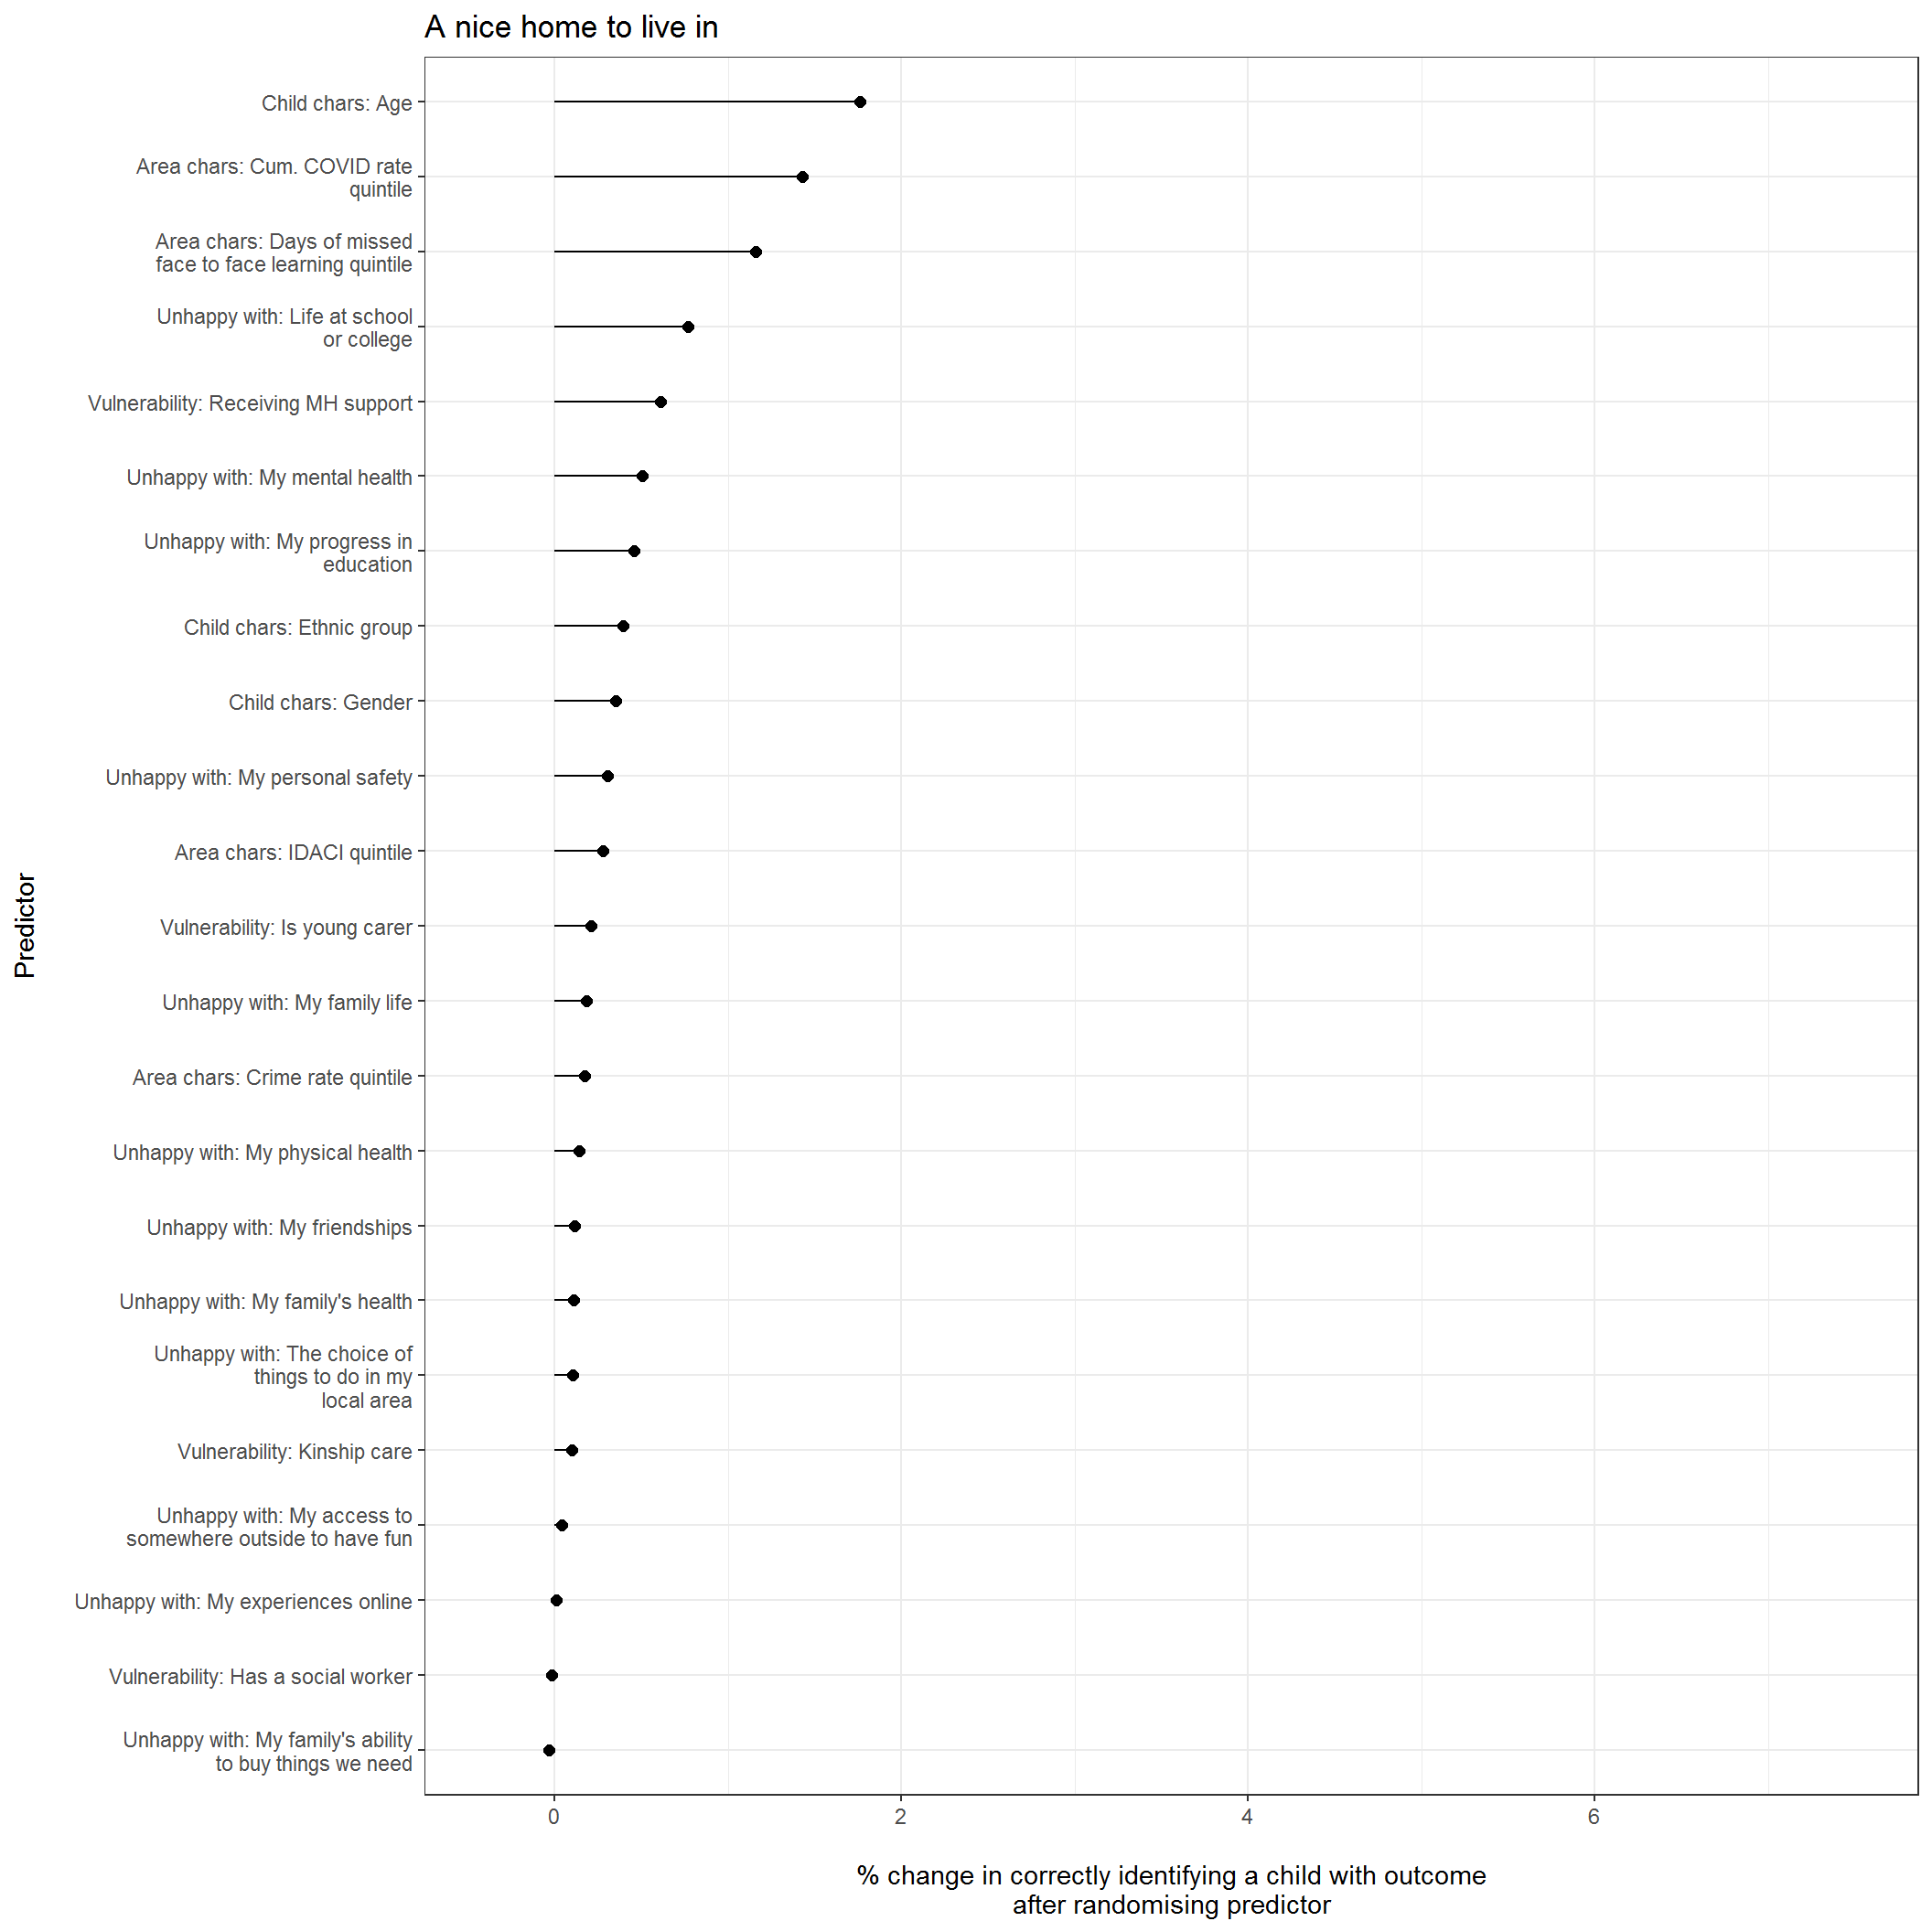 A nice home to live in
Child chars: Age
Area chars: Cum. COVID rate
quintile
Area chars: Days of missed
face to face learning quintile
Unhappy with: Life at school
or college
Vulnerability: Receiving MH support
Unhappy with: My mental health
Unhappy with: My progress in
education
Child chars: Ethnic group
Child chars: Gender
Unhappy with: My personal safety
Area chars: IDACI quintile
Vulnerability: Is young carer
Unhappy with: My family life
Area chars: Crime rate quintile
Unhappy with: My physical health
Unhappy with: My friendships
Unhappy with: My family's health
Unhappy with: The choice of
things to do in my
local area
Vulnerability: Kinship care
Unhappy with: My access to
somewhere outside to have fun
Unhappy with: My experiences online
Vulnerability: Has a social worker
Unhappy with: My family's ability
to buy things we need
Predictor
0 2 4 6
% change in correctly identifying a child with outcome
after randomising predictor